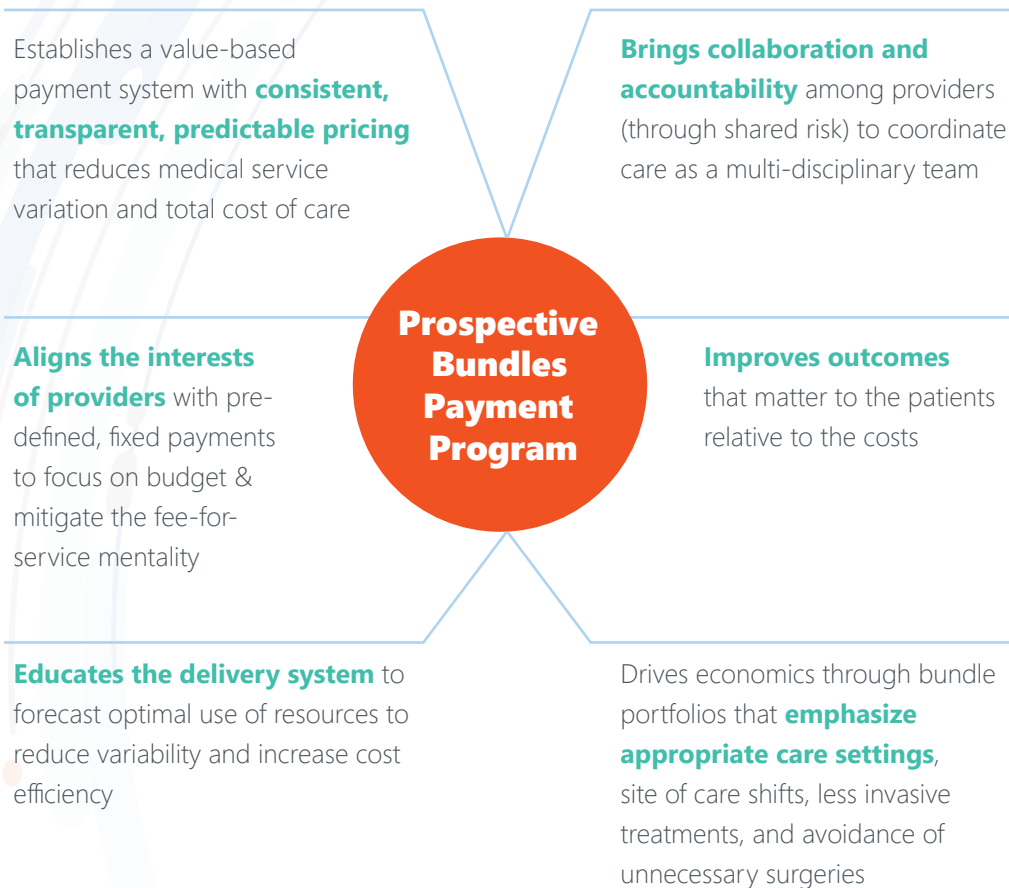 Establishes a value-based
payment system with consistent,
transparent, predictable pricing
that reduces medical service
variation and total cost of care
Brings collaboration and
accountability among providers
(through shared risk) to coordinate
care as a multi-disciplinary team
Prospective
Bundles
Payment
Program
Aligns the interests
of providers with pre-
defined, fixed payments
to focus on budget &
mitigate the fee-for-
service mentality
Improves outcomes
that matter to the patients
relative to the costs
Educates the delivery system to
forecast optimal use of resources to
reduce variability and increase cost
efficiency
Drives economics through bundle
portfolios that emphasize
appropriate care settings,
site of care shifts, less invasive
treatments, and avoidance of
unnecessary surgeries